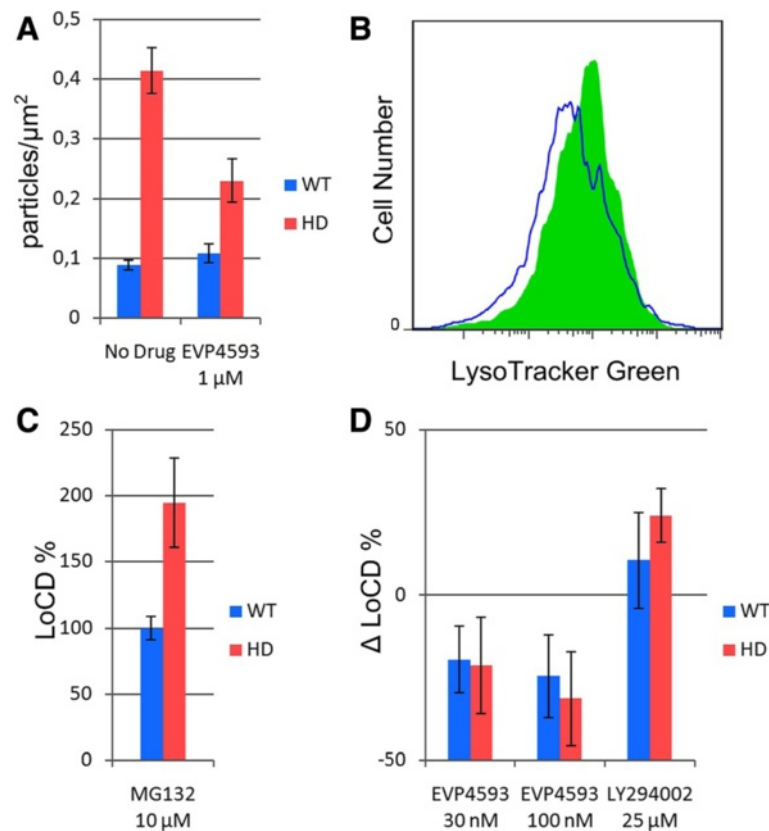 A
0,5
0,4
0,3
0,2
0,1
0
particles/µm²
No Drug EVP4593
1 µM
WT
HD
B
Cell Number
0
LysoTracker Green
C
250
200
150
100
50
0
LoCD %
MG132
10 µM
WT
HD
D
50
0
-50
Δ LoCD %
EVP4593 EVP4593 LY294002
30 nM 100 nM 25 µM
WT
HD